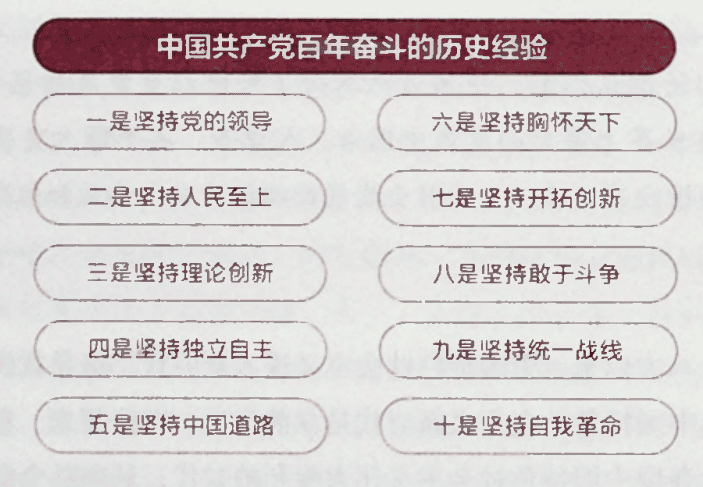 中国共产党百年奋斗的历史经验
一是坚持党的领导
二是坚持人民至上
三是坚持理论创新
四是坚持独立自主
五是坚持中国道路
六是坚持胸怀天下
七是坚持开拓创新
八是坚持敢于斗争
九是坚持统一战线
十是坚持自我革命